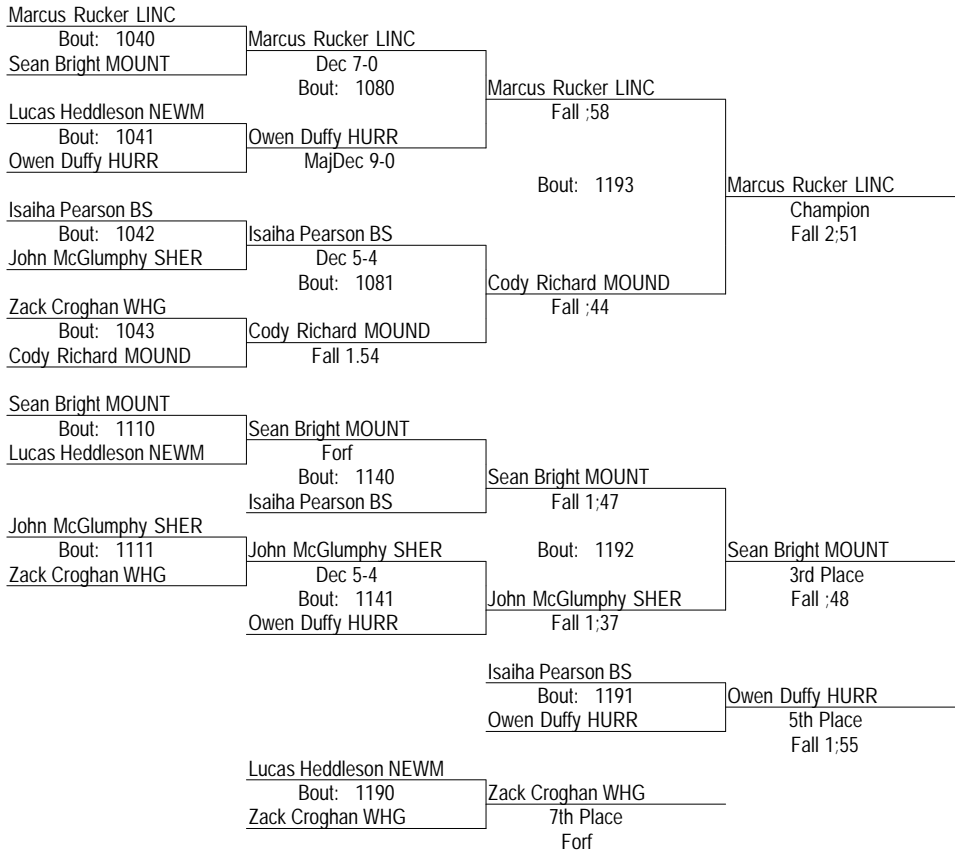 Marcus Rucker LINC
Bout: 1040
Sean Bright MOUNT
Marcus Rucker LINC
Dec 7-0
Bout: 1080
Lucas Heddleson NEWM
Bout: 1041
Owen Duffy HURR
Owen Duffy HURR
MajDec 9-0
Marcus Rucker LINC
Fall ;58
Bout: 1193
Isaiha Pearson BS
Bout: 1042
John McGlumphy SHER
Isaiha Pearson BS
Dec 5-4
Bout: 1081
Zack Croghan WHG
Bout: 1043
Cody Richard MOUND
Cody Richard MOUND
Fall 1.54
Cody Richard MOUND
Fall ;44
Marcus Rucker LINC
Champion
Fall 2;51
Sean Bright MOUNT
Bout: 1110
Lucas Heddleson NEWM
Sean Bright MOUNT
Forf
Bout: 1140
Isaiha Pearson BS
Sean Bright MOUNT
Fall 1;47
Bout: 1192
John McGlumphy SHER
Bout: 1111
Zack Croghan WHG
John McGlumphy SHER
Dec 5-4
Bout: 1141
Owen Duffy HURR
John McGlumphy SHER
Fall 1;37
Sean Bright MOUNT
3rd Place
Fall ;48
Isaiha Pearson BS
Bout: 1191
Owen Duffy HURR
Owen Duffy HURR
5th Place
Fall 1;55
Lucas Heddleson NEWM
Bout: 1190
Zack Croghan WHG
Zack Croghan WHG
7th Place
Forf